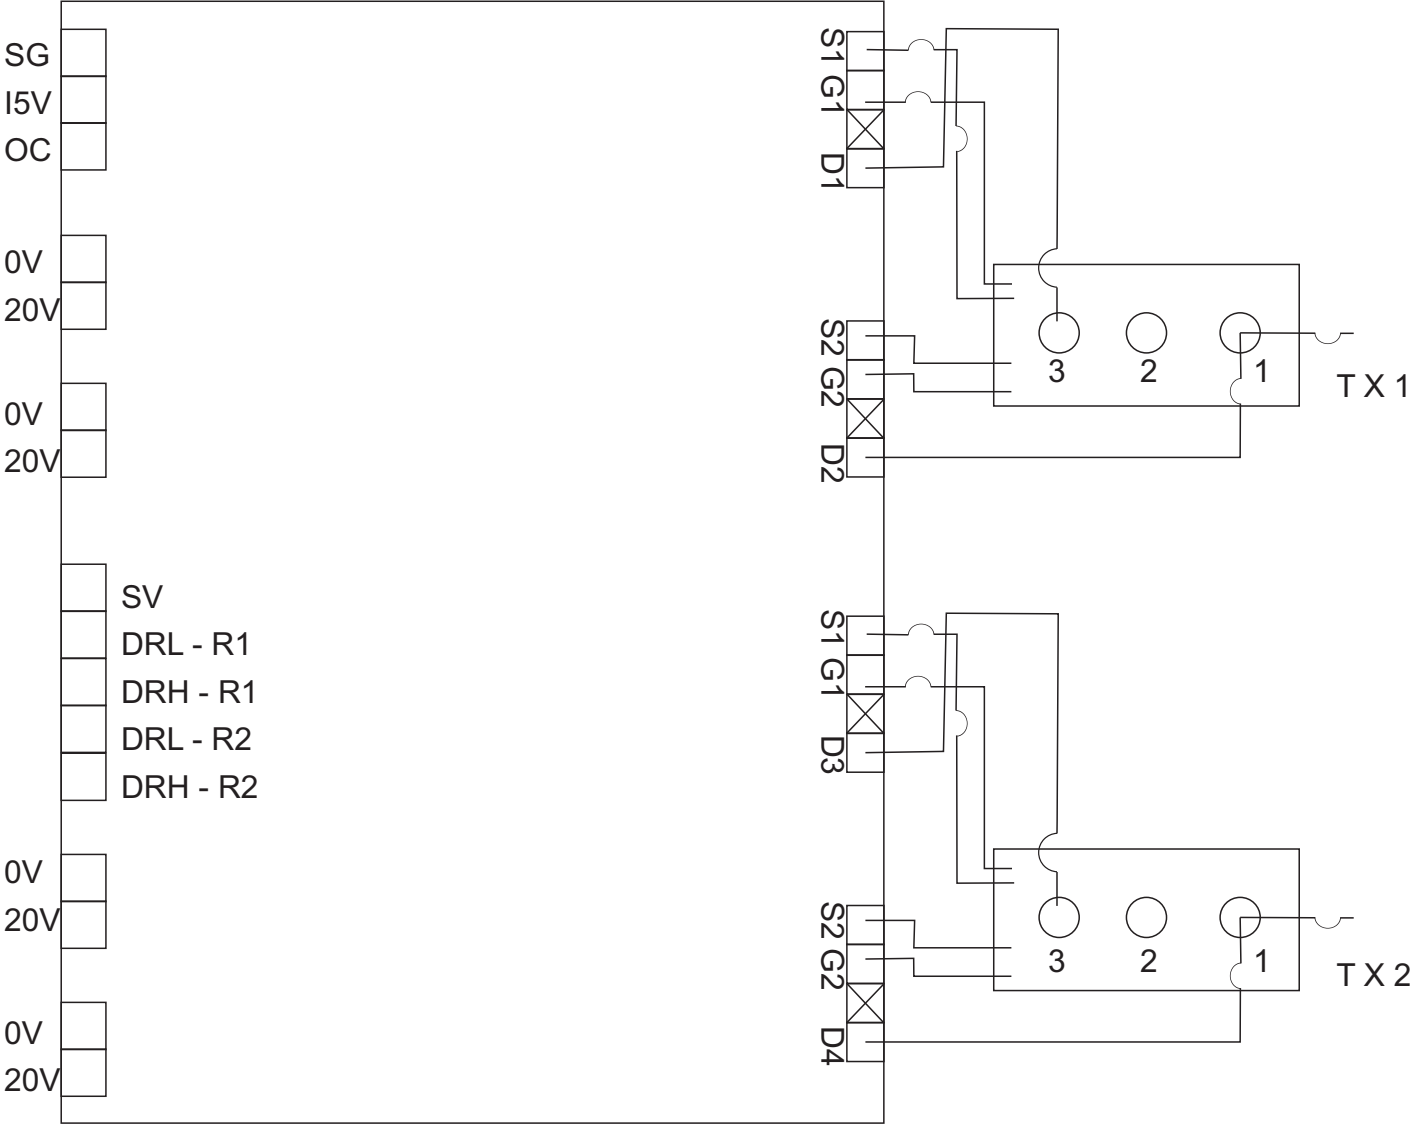 SG
I5V
OC
0V
20V
0V
20V
SV
DRL - R1
DRH - R1
DRL - R2
DRH - R2
0V
20V
0V
20V
S1
G1
D1
S2
G2
D2
3 2 1
T X 1
S1
G1
D3
S2
G2
D4
3 2 1
T X 2